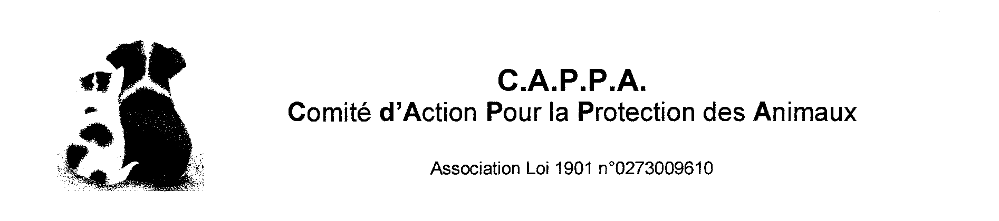 C.A.P.P.A.
Comité d'Action Pour la Protection des Animaux
Association Loi 1901 n°0273009610